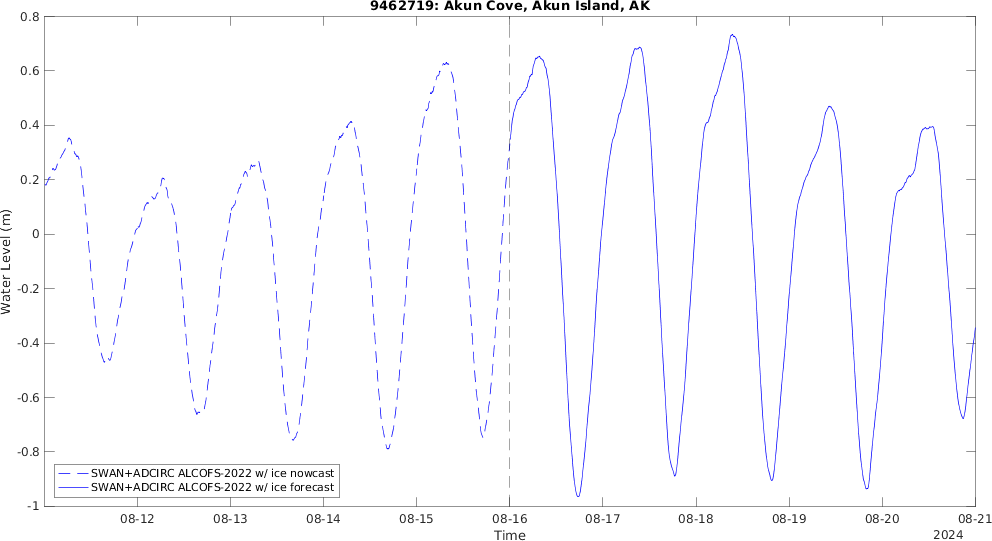 9462719: Akun Cove, Akun Island, AK
0.8
0.6
0.4
0.2
0
-0.2
-0.4
-0.6
-0.8
-1
Water Level (m)
SWAN+ADCIRC ALCOFS-2022 w/ ice nowcast
SWAN+ADCIRC ALCOFS-2022 w/ ice forecast
08-12 08-13 08-14 08-15 08-16 08-17 08-18 08-19 08-20 08-21
Time
2024